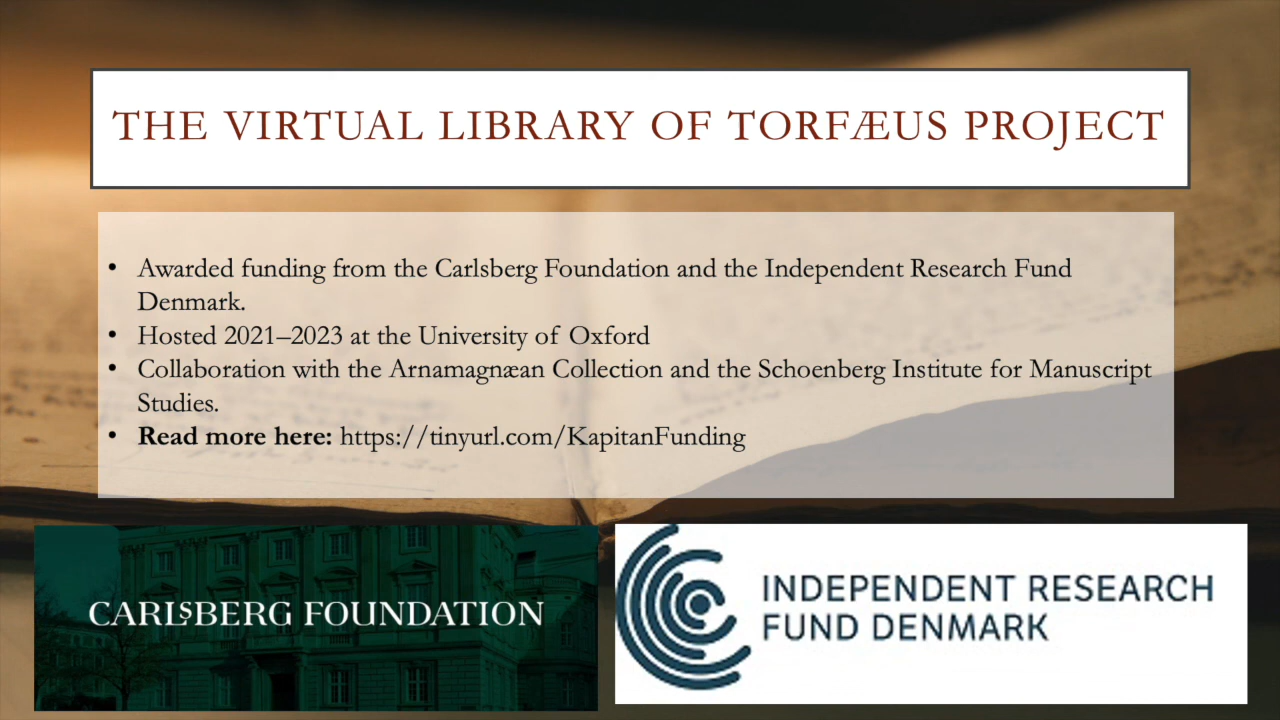 THE VIRTUAL LIBRARY OF TORFÆUS PROJECT
• Awarded funding from the Carlsberg Foundation and the Independent Research Fund
Denmark.
• Hosted 2021–2023 at the University of Oxford
• Collaboration with the Arnamagnæan Collection and the Schoenberg Institute for Manuscript
Studies.
• Read more here: https://tinyurl.com/KapitanFunding
CARLSBERG FOUNDATION
INDEPENDENT RESEARCH
FUND DENMARK